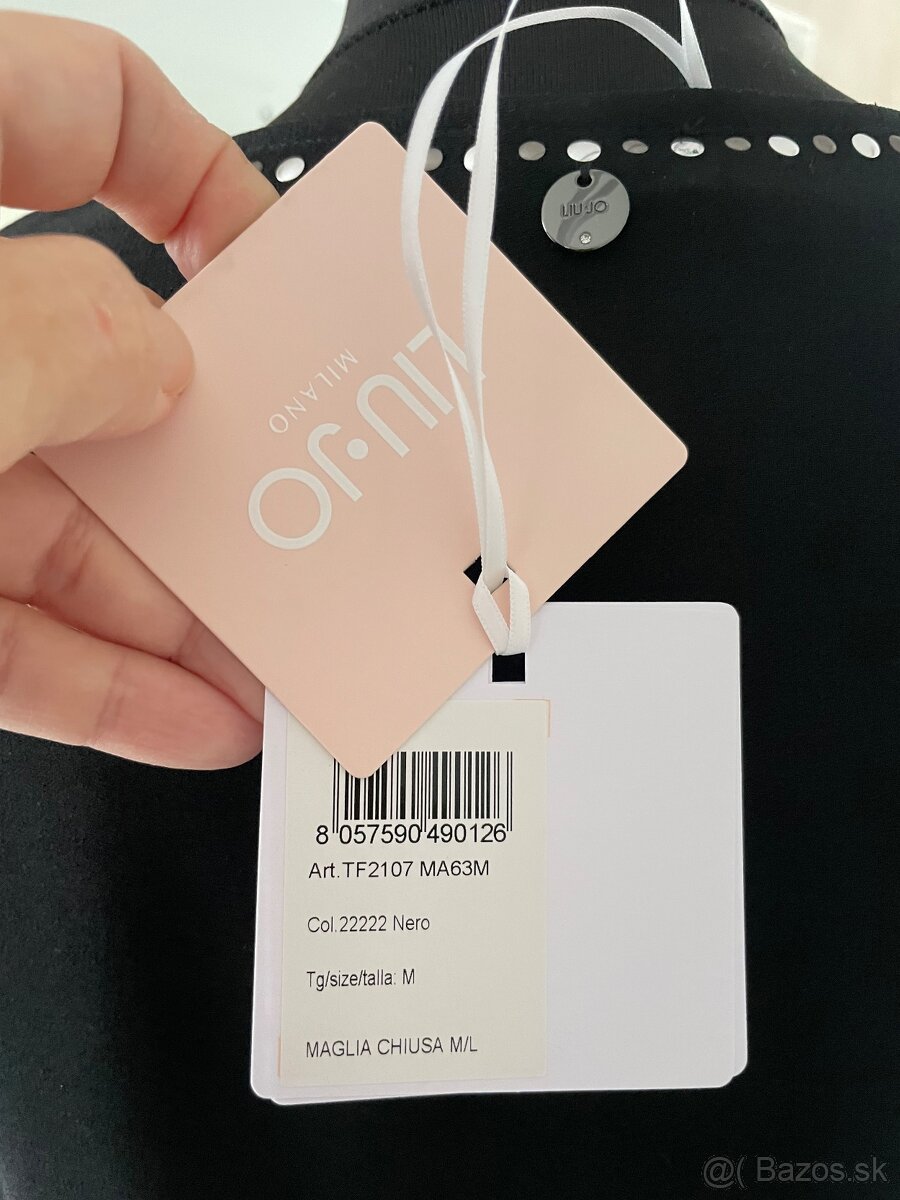 LIU JO
LIU·JO
MILANO
8 057590 490126
Art.TF2107 MA63M
Col.22222 Nero
Tg/size/talla: M
MAGLIA CHIUSA M/L
@( Bazos.sk